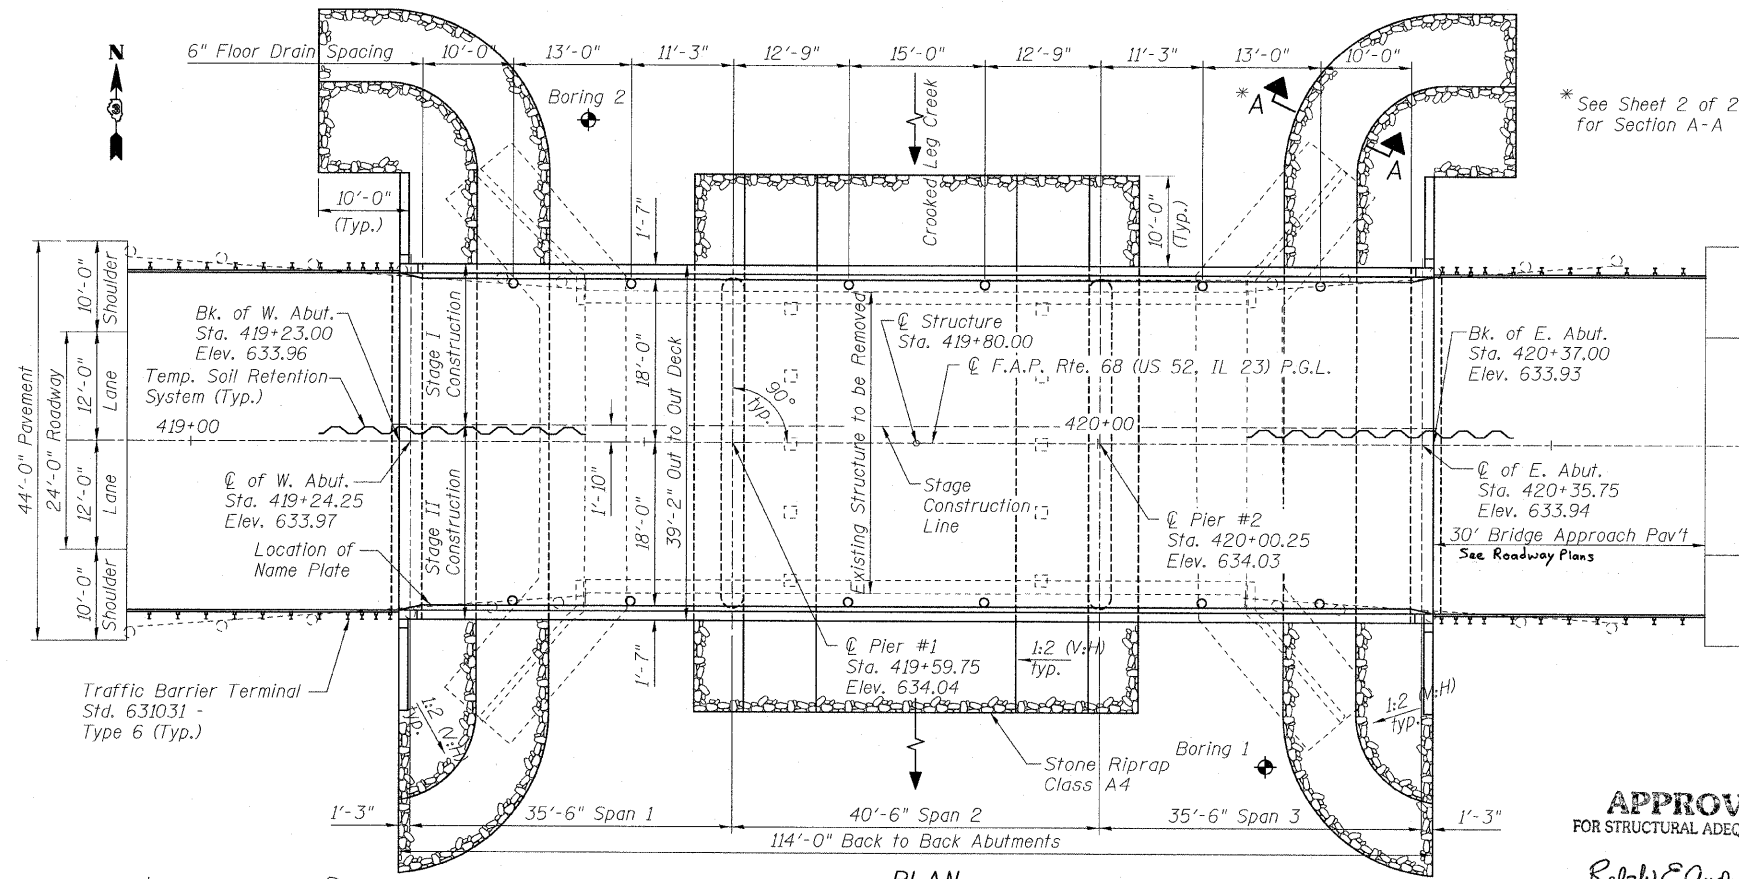 N
6" Floor Drain Spacing
10'-0"
13'-0"
11'-3"
12'-9"
15'-0"
12'-9"
11'-3"
13'-0"
10'-0"
Boring 2
Crooked Leg Creek
* A
A
* See Sheet 2 of 2
for Section A-A
10'-0"
(Typ.)
1'-7"
10'-0"
(Typ.)
44'-0" Pavement
24'-0" Roadway
10'-0"
Shoulder
12'-0"
Lane
12'-0"
Lane
10'-0"
Shoulder
Bk. of W. Abut.
Sta. 419+23.00
Elev. 633.96
Temp. Soil Retention
System (Typ.)
419+00
℄ of W. Abut.
Sta. 419+24.25
Elev. 633.97
Location of
Name Plate
Stage I
Construction
Stage II
Construction
18'-0"
18'-0"
1'-10"
39'-2" Out to Out Deck
90°
typ.
Existing Structure to be Removed
℄ Structure
Sta. 419+80.00
℄ F.A.P. Rte. 68 (US 52, IL 23) P.G.L.
420+00
Stage
Construction
Line
℄ Pier #2
Sta. 420+00.25
Elev. 634.03
Bk. of E. Abut.
Sta. 420+37.00
Elev. 633.93
℄ of E. Abut.
Sta. 420+35.75
Elev. 633.94
30' Bridge Approach Pav't
See Roadway Plans
℄ Pier #1
Sta. 419+59.75
Elev. 634.04
1'-7"
1:2 (V:H)
typ.
1:2 (V:H)
typ.
1:2 (V:H)
typ.
Traffic Barrier Terminal
Std. 631031 -
Type 6 (Typ.)
Boring 1
Stone Riprap
Class A4
1'-3"
35'-6" Span 1
40'-6" Span 2
35'-6" Span 3
1'-3"
114'-0" Back to Back Abutments
PLAN
APPROV
FOR STRUCTURAL ADEQ